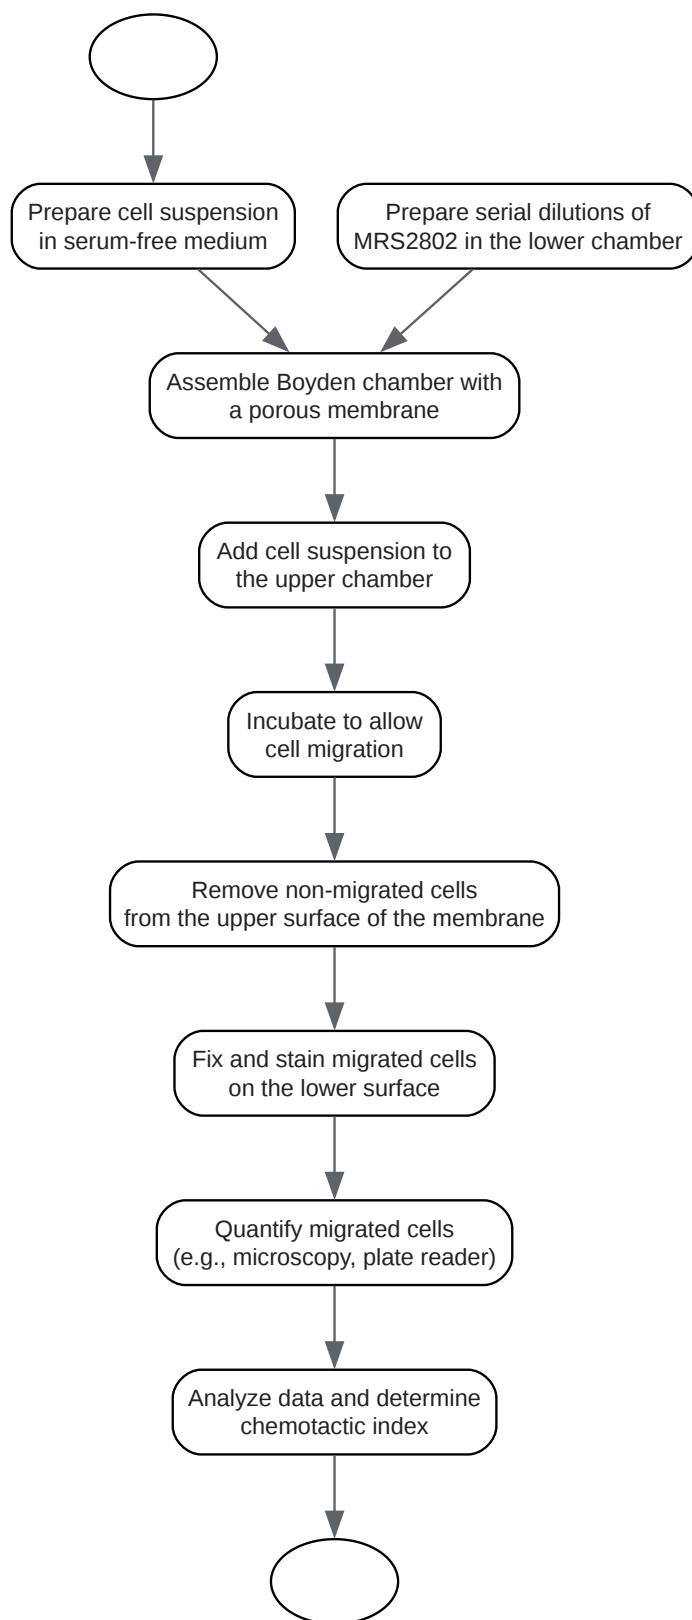 Prepare cell suspension
in serum-free medium
Prepare serial dilutions of
MRS2802 in the lower chamber
Assemble Boyden chamber with
a porous membrane
Add cell suspension to
the upper chamber
Incubate to allow
cell migration
Remove non-migrated cells
from the upper surface of the membrane
Fix and stain migrated cells
on the lower surface
Quantify migrated cells
(e.g., microscopy, plate reader)
Analyze data and determine
chemotactic index